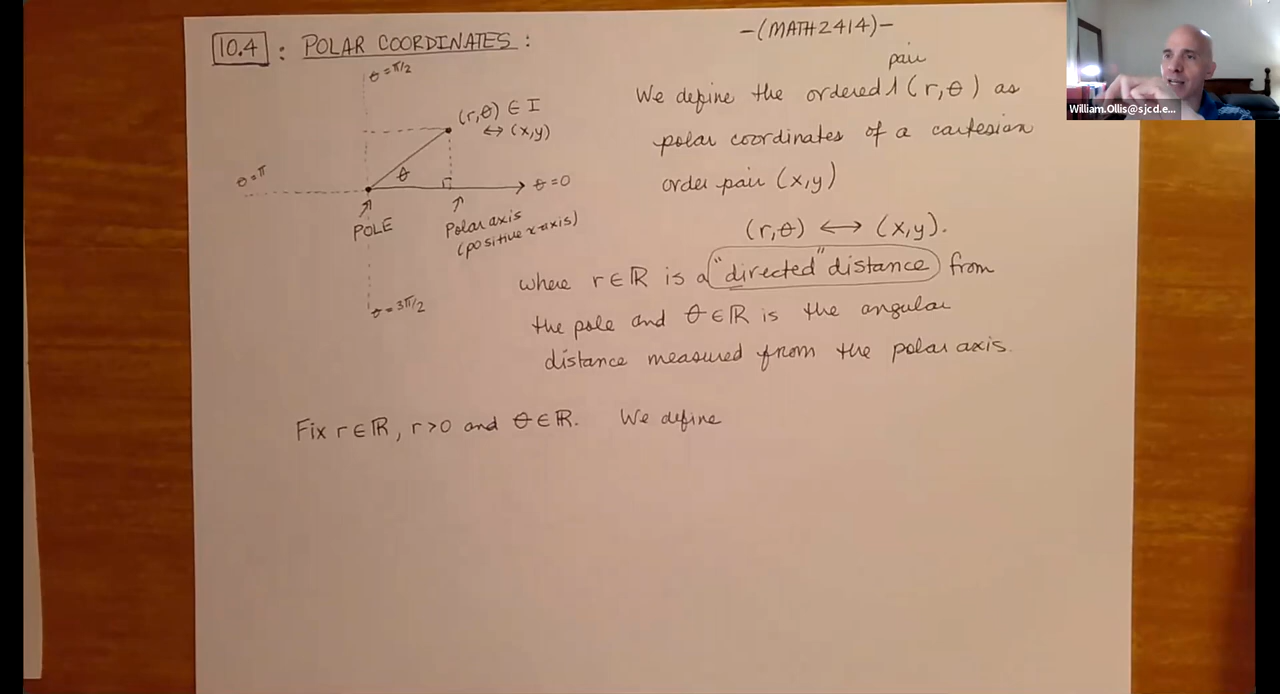 10.4 : POLAR COORDINATES :
-(MATH 2414)-
θ = π/2
(r,θ) ∈ I
↔ (x,y)
θ
θ = π
θ = 0
POLE
Polar axis
(positive x-axis)
θ = 3π/2
pair
We define the ordered (r,θ) as
polar coordinates of a cartesian
order pair (x,y)
(r,θ) ↔ (x,y).
where r ∈ ℝ is a "directed" distance from
the pole and θ ∈ ℝ is the angular
distance measured from the polar axis.
Fix r ∈ ℝ, r > 0 and θ ∈ ℝ. We define
William.Ollis@sjcd.e...